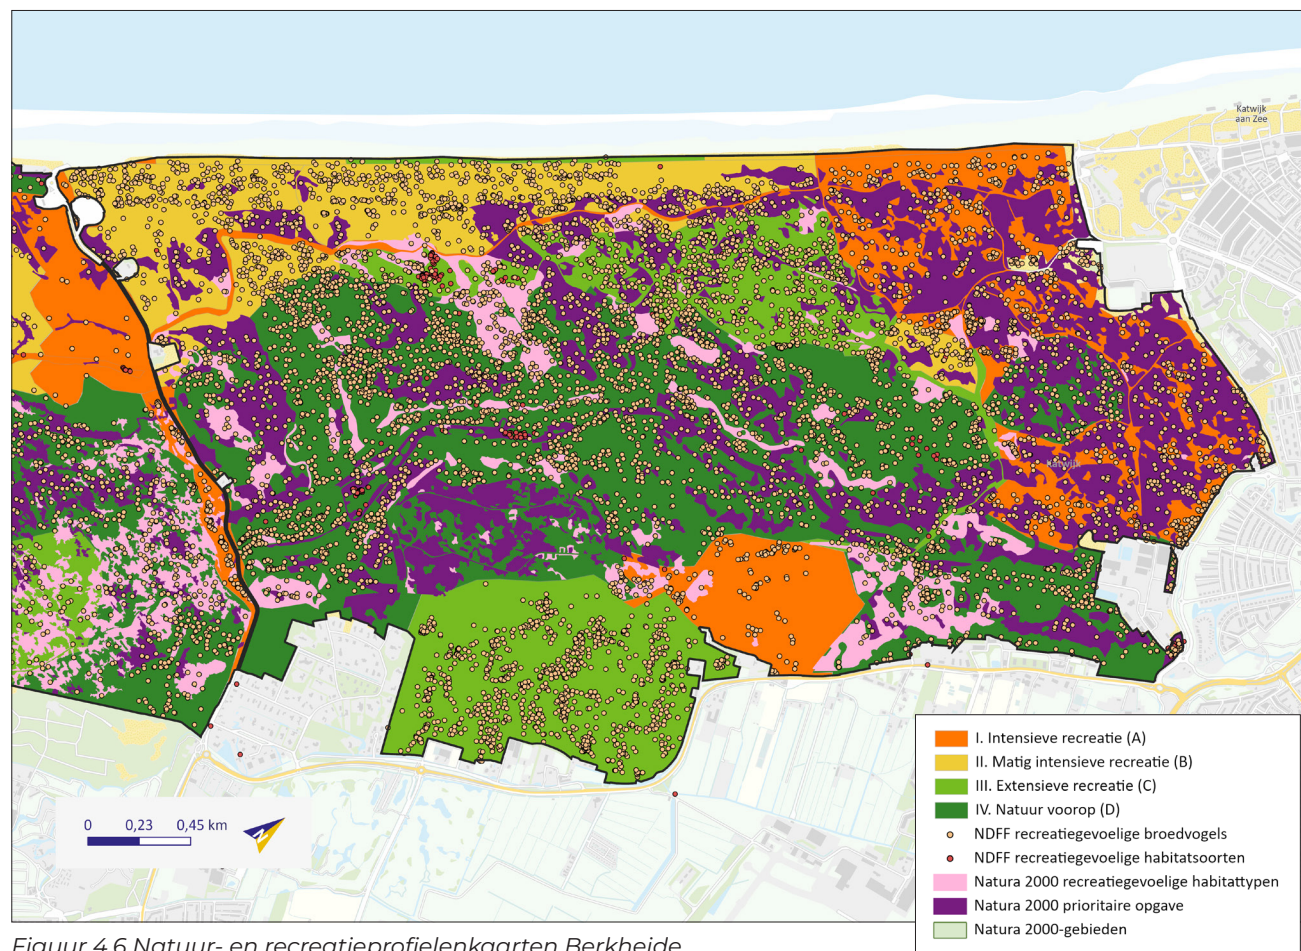 Katwijk
aan Zee
Katwijk
0 0,23 0,45 km
N
I. Intensieve recreatie (A)
II. Matig intensieve recreatie (B)
III. Extensieve recreatie (C)
IV. Natuur voorop (D)
NDFF recreatiegevoelige broedvogels
NDFF recreatiegevoelige habitatsoorten
Natura 2000 recreatiegevoelige habitattypen
Natura 2000 prioritaire opgave
Natura 2000-gebieden
Figuur 4.6 Natuur- en recreatieprofielenkaarten Berkheide